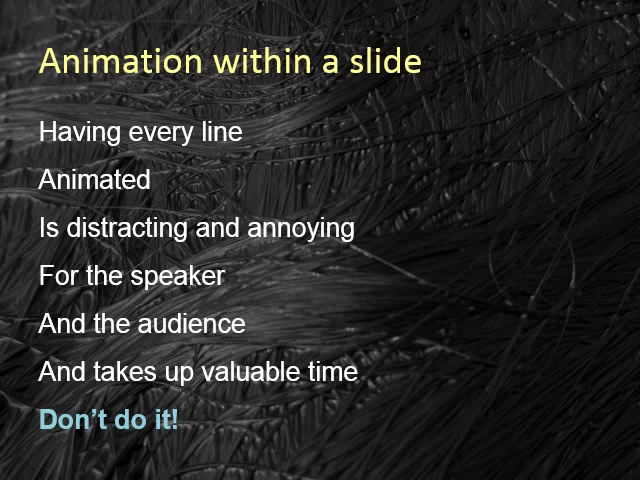 Animation within a slide
Having every line
Animated
Is distracting and annoying
For the speaker
And the audience
And takes up valuable time
Don’t do it!